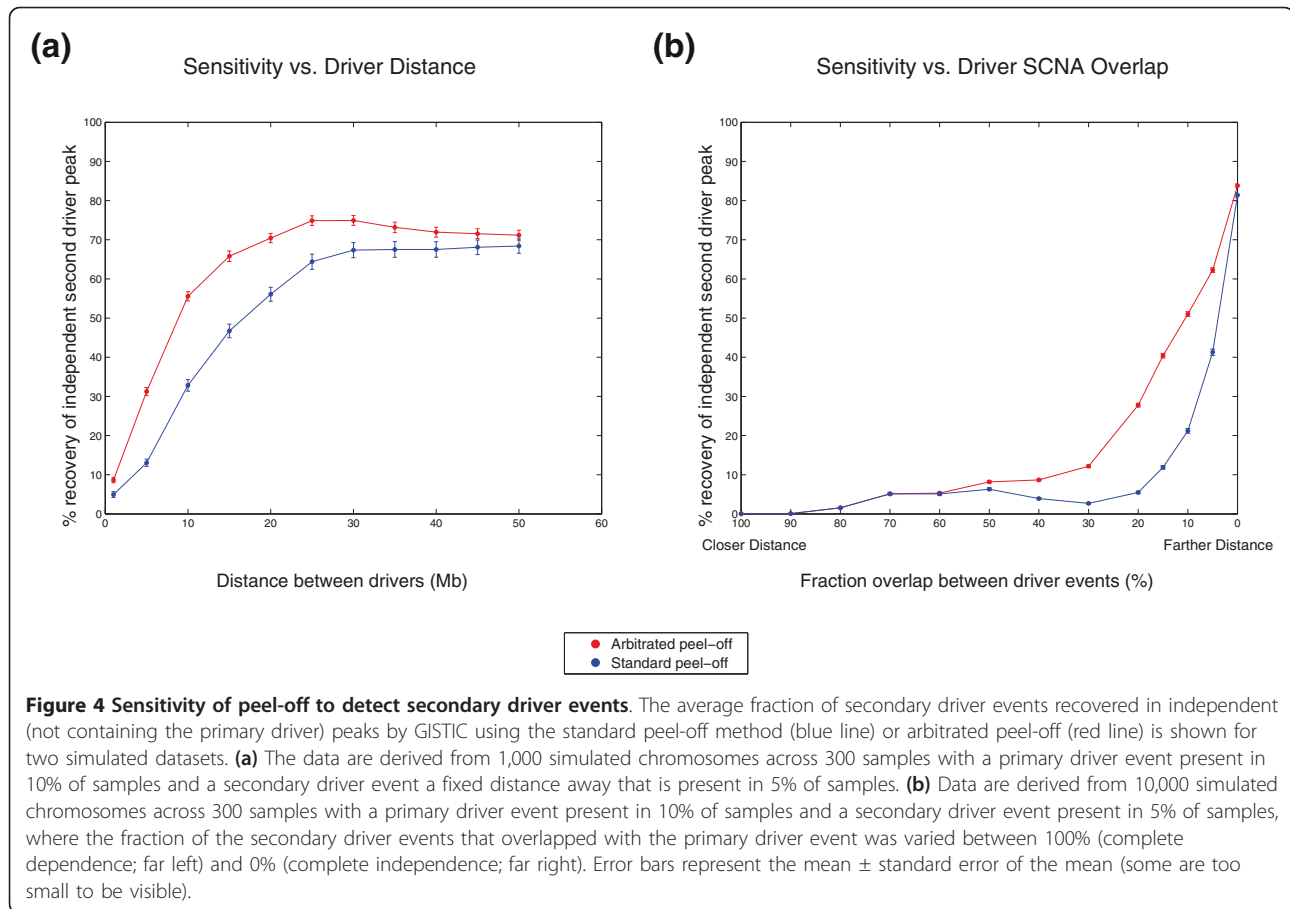 (a)
Sensitivity vs. Driver Distance
% recovery of independent second driver peak
100
90
80
70
60
50
40
30
20
10
0
0 10 20 30 40 50 60
Distance between drivers (Mb)
(b)
Sensitivity vs. Driver SCNA Overlap
% recovery of independent second driver peak
100
90
80
70
60
50
40
30
20
10
0
100 90 80 70 60 50 40 30 20 10 0
Closer Distance Farther Distance
Fraction overlap between driver events (%)
Arbitrated peel−off
Standard peel−off
Figure 4 Sensitivity of peel-off to detect secondary driver events. The average fraction of secondary driver events recovered in independent
(not containing the primary driver) peaks by GISTIC using the standard peel-off method (blue line) or arbitrated peel-off (red line) is shown for
two simulated datasets. (a) The data are derived from 1,000 simulated chromosomes across 300 samples with a primary driver event present in
10% of samples and a secondary driver event a fixed distance away that is present in 5% of samples. (b) Data are derived from 10,000 simulated
chromosomes across 300 samples with a primary driver event present in 10% of samples and a secondary driver event present in 5% of samples,
where the fraction of the secondary driver events that overlapped with the primary driver event was varied between 100% (complete
dependence; far left) and 0% (complete independence; far right). Error bars represent the mean ± standard error of the mean (some are too
small to be visible).